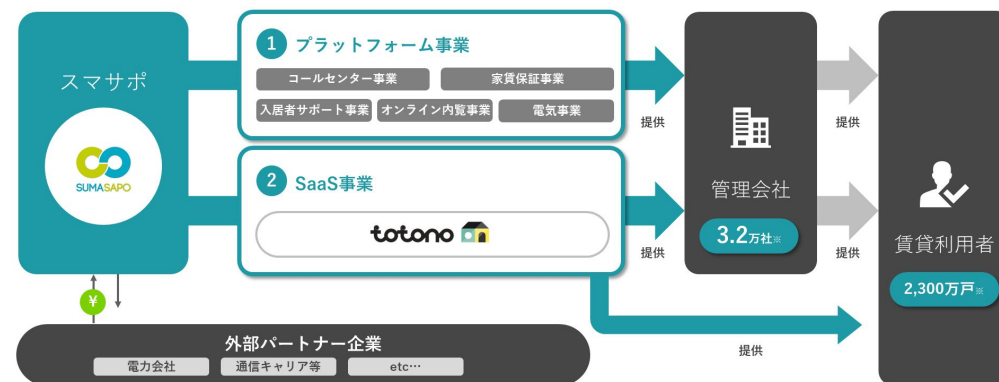 スマサポ
SUMASAPO
1 プラットフォーム事業
コールセンター事業
家賃保証事業
入居者サポート事業
オンライン内覧事業
電気事業
提供
2 SaaS事業
totono
提供
管理会社
3.2万社※
提供
提供
賃貸利用者
2,300万戸※
提供
¥
外部パートナー企業
電力会社
通信キャリア等
etc…